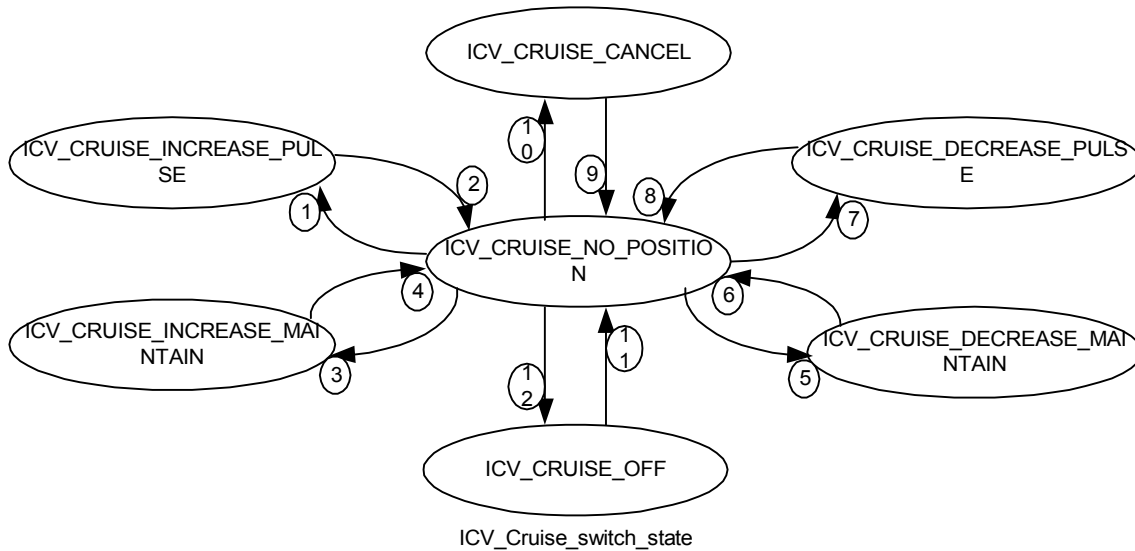 ICV_CRUISE_CANCEL
ICV_CRUISE_INCREASE_PUL
SE
1
0
ICV_CRUISE_DECREASE_PULS
E
2
9
8
1
7
ICV_CRUISE_NO_POSITIO
N
4
6
ICV_CRUISE_INCREASE_MAI
NTAIN
3
1
2
1
1
ICV_CRUISE_DECREASE_MAI
NTAIN
5
ICV_CRUISE_OFF
ICV_Cruise_switch_state